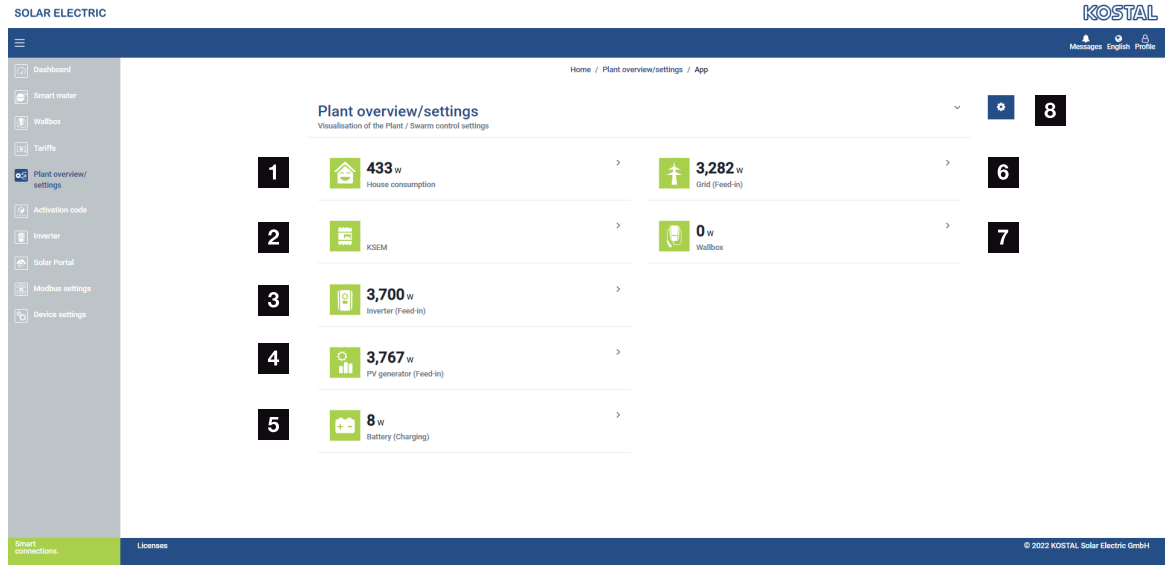 SOLAR ELECTRIC
KOSTAL
Messages English Profile
Dashboard
Smart meter
Wallbox
Tariffs
Plant overview/
settings
Activation code
Inverter
Solar Portal
Modbus settings
Device settings
Home / Plant overview/settings / App
Plant overview/settings
Visualisation of the Plant / Swarm control settings
8
1
433 w
House consumption
3,282 w
Grid (Feed-in)
6
2
KSEM
0 w
Wallbox
7
3
3,700 w
Inverter (Feed-in)
4
3,767 w
PV generator (Feed-in)
5
8 w
Battery (Charging)
Smart
connections.
Licenses
© 2022 KOSTAL Solar Electric GmbH